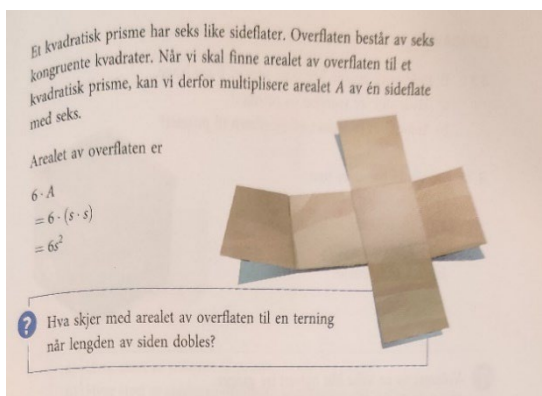 Et kvadratisk prisme har seks like sideflater. Overflaten består av seks
kongruente kvadrater. Når vi skal finne arealet av overflaten til et
kvadratisk prisme, kan vi derfor multiplisere arealet A av én sideflate
med seks.
Arealet av overflaten er
6 · A
= 6 · (s · s)
= 6s²
? Hva skjer med arealet av overflaten til en terning
når lengden av siden dobles?